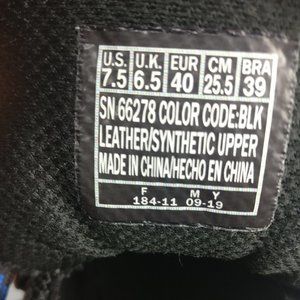 U.S. U.K. EUR CM BRA
7.5 6.5 40 25.5 39
SN 66278 COLOR CODE:BLK
LEATHER/SYNTHETIC UPPER
MADE IN CHINA/HECHO EN CHINA
F M Y
184-11 09-19